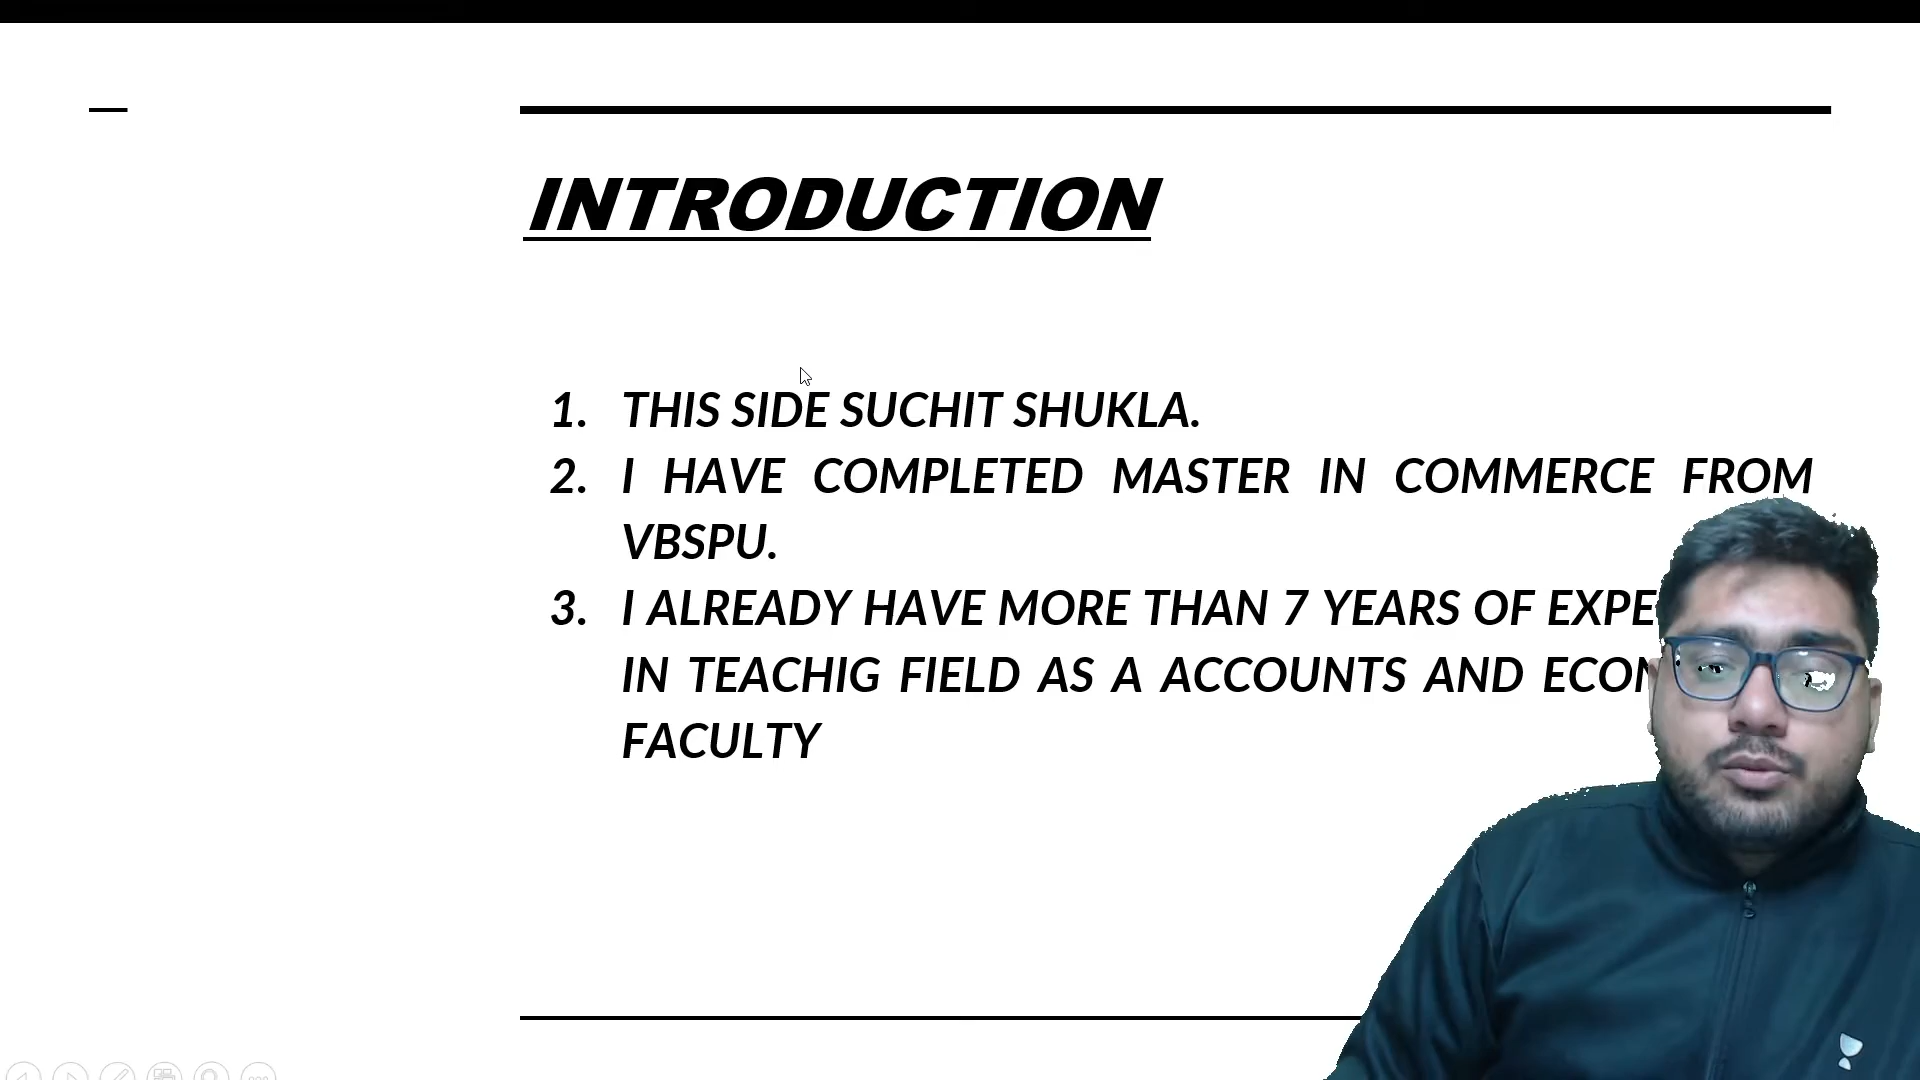 INTRODUCTION
1. THIS SIDE SUCHIT SHUKLA.
2. I HAVE COMPLETED MASTER IN COMMERCE FROM
VBSPU.
3. I ALREADY HAVE MORE THAN 7 YEARS OF
IN TEACHIG FIELD AS A ACCOUNTS AND
FACULTY